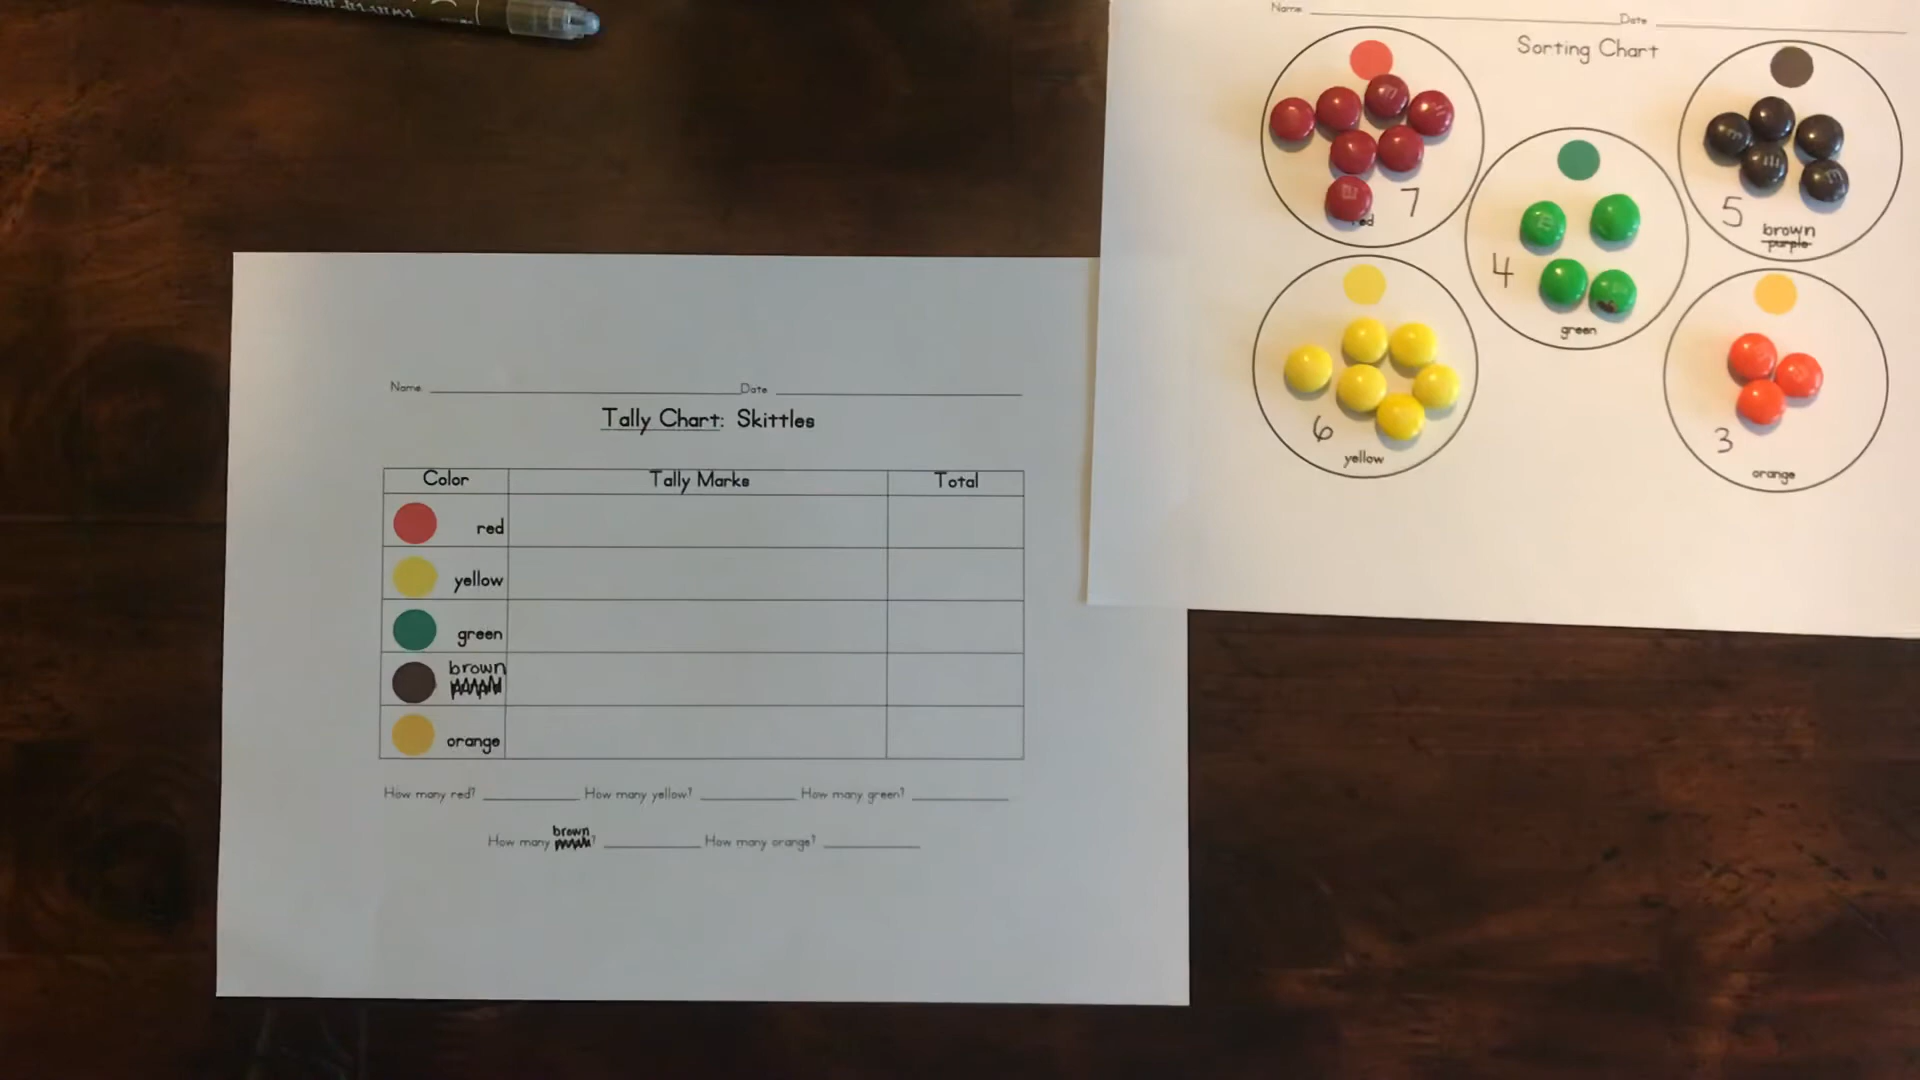 Name Date
Sorting Chart
7
ed
5
brown
purple
4
green
6
yellow
3
orange
Name Date
Tally Chart: Skittles
Color Tally Marks Total
red
yellow
green
brown
orange
How many red? How many yellow? How many green?
How many brown? How many orange?